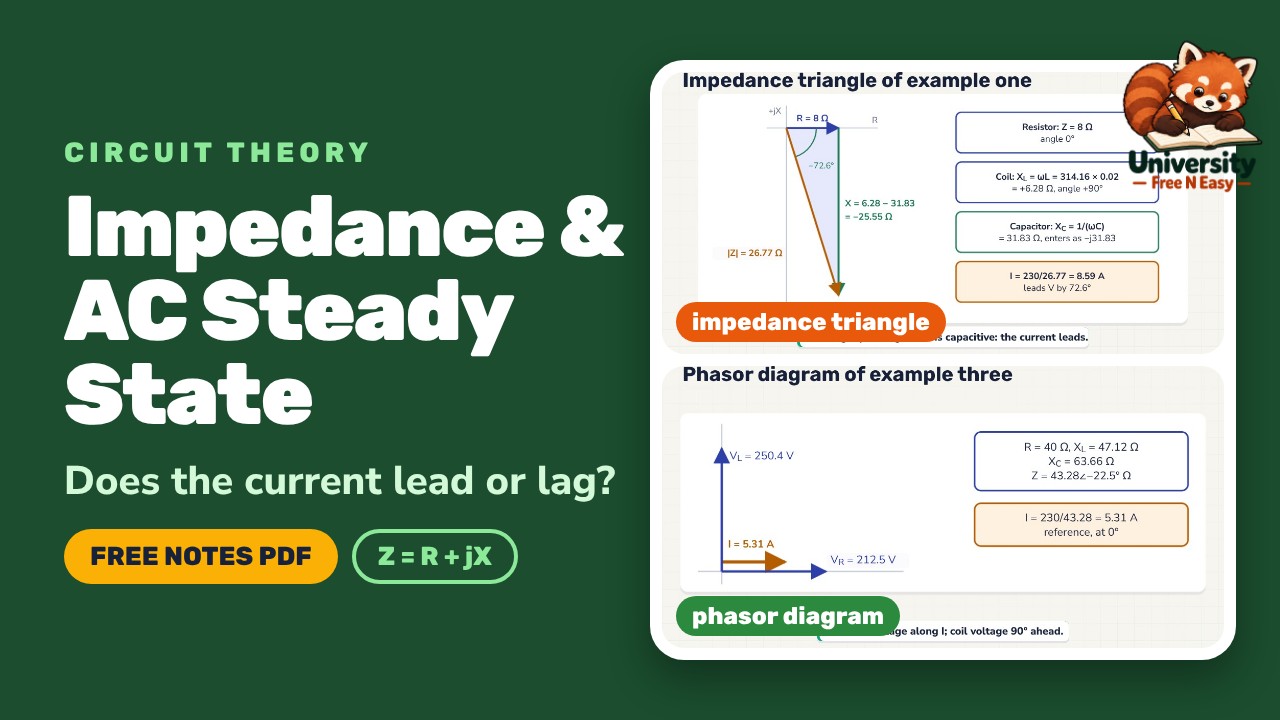 CIRCUIT THEORY
Impedance &
AC Steady
State
Does the current lead or lag?
FREE NOTES PDF
Z = R + jX
Impedance triangle of example one
+jX
R = 8 Ω
R
−72.6°
X = 6.28 − 31.83
= −25.55 Ω
|Z| = 26.77 Ω
Resistor: Z = 8 Ω
angle 0°
Coil: XL = ωL = 314.16 × 0.02
= +6.28 Ω, angle +90°
Capacitor: XC = 1/(ωC)
= 31.83 Ω, enters as −j31.83
I = 230/26.77 = 8.59 A
leads V by 72.6°
impedance triangle
capacitive: the current leads.
University
Free N Easy
Phasor diagram of example three
VL = 250.4 V
I = 5.31 A
VR = 212.5 V
R = 40 Ω, XL = 47.12 Ω
XC = 63.66 Ω
Z = 43.28∠−22.5° Ω
I = 230/43.28 = 5.31 A
reference, at 0°
phasor diagram
along I; coil voltage 90° ahead.